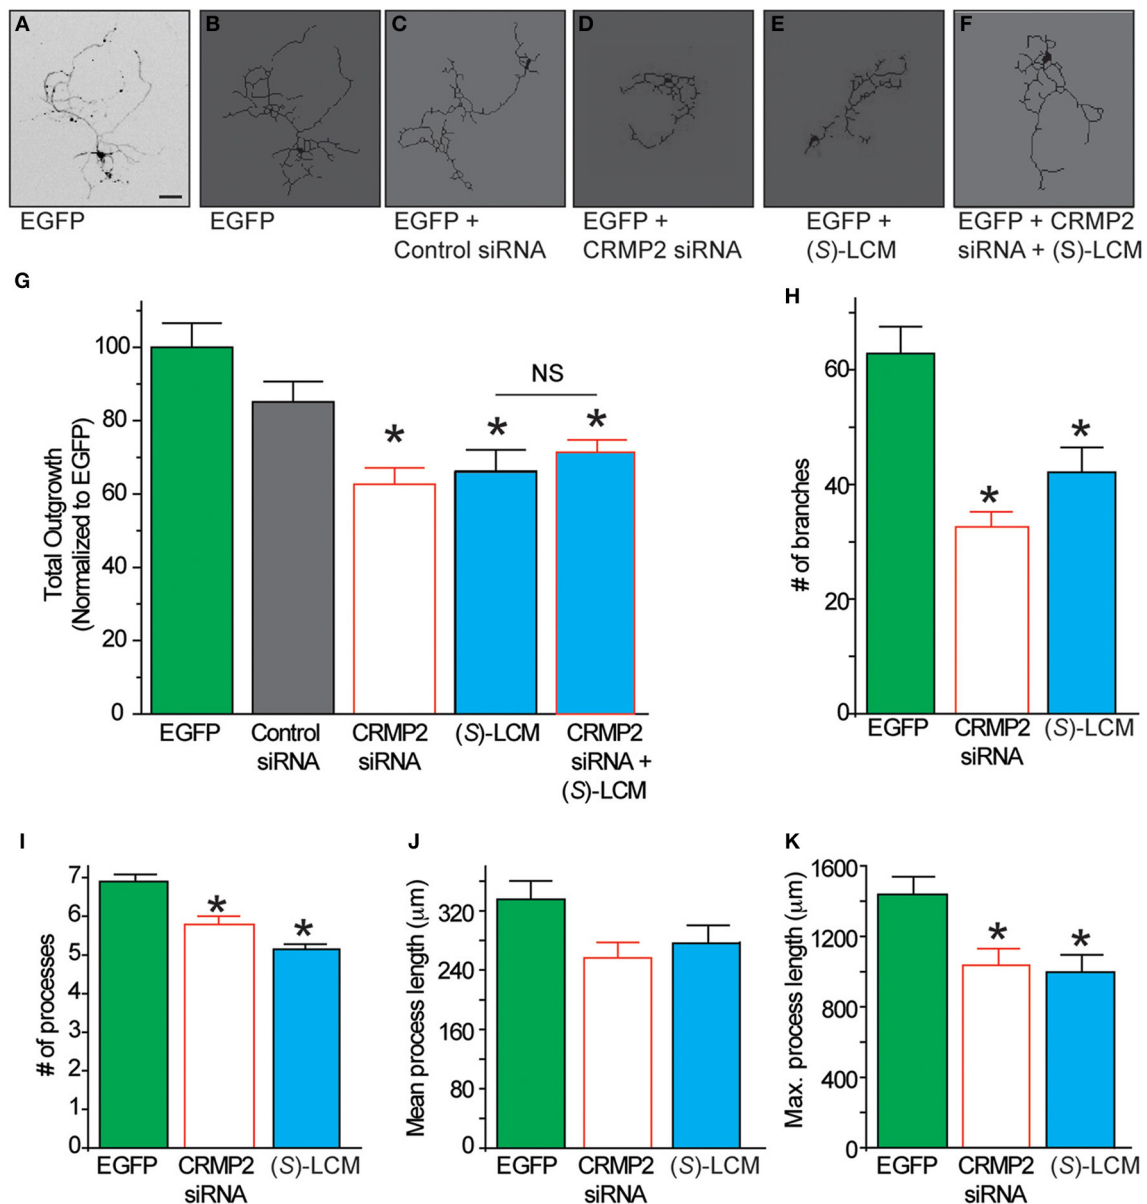 A B C D E F
EGFP EGFP EGFP + EGFP + EGFP + EGFP + CRMP2
Control siRNA CRMP2 siRNA (S)-LCM siRNA + (S)-LCM
G
Total Outgrowth
(Normalized to EGFP)
100
80
60
40
20
0
NS
* * *
EGFP Control CRMP2 (S)-LCM CRMP2
siRNA siRNA siRNA +
(S)-LCM
H
# of branches
60
40
20
0
* *
EGFP CRMP2 (S)-LCM
siRNA
I
# of processes
7
6
5
4
3
2
1
0
* *
EGFP CRMP2 (S)-LCM
siRNA
J
Mean process length (μm)
320
240
160
80
0
EGFP CRMP2 (S)-LCM
siRNA
K
Max. process length (μm)
1600
1200
800
400
0
* *
EGFP CRMP2 (S)-LCM
siRNA